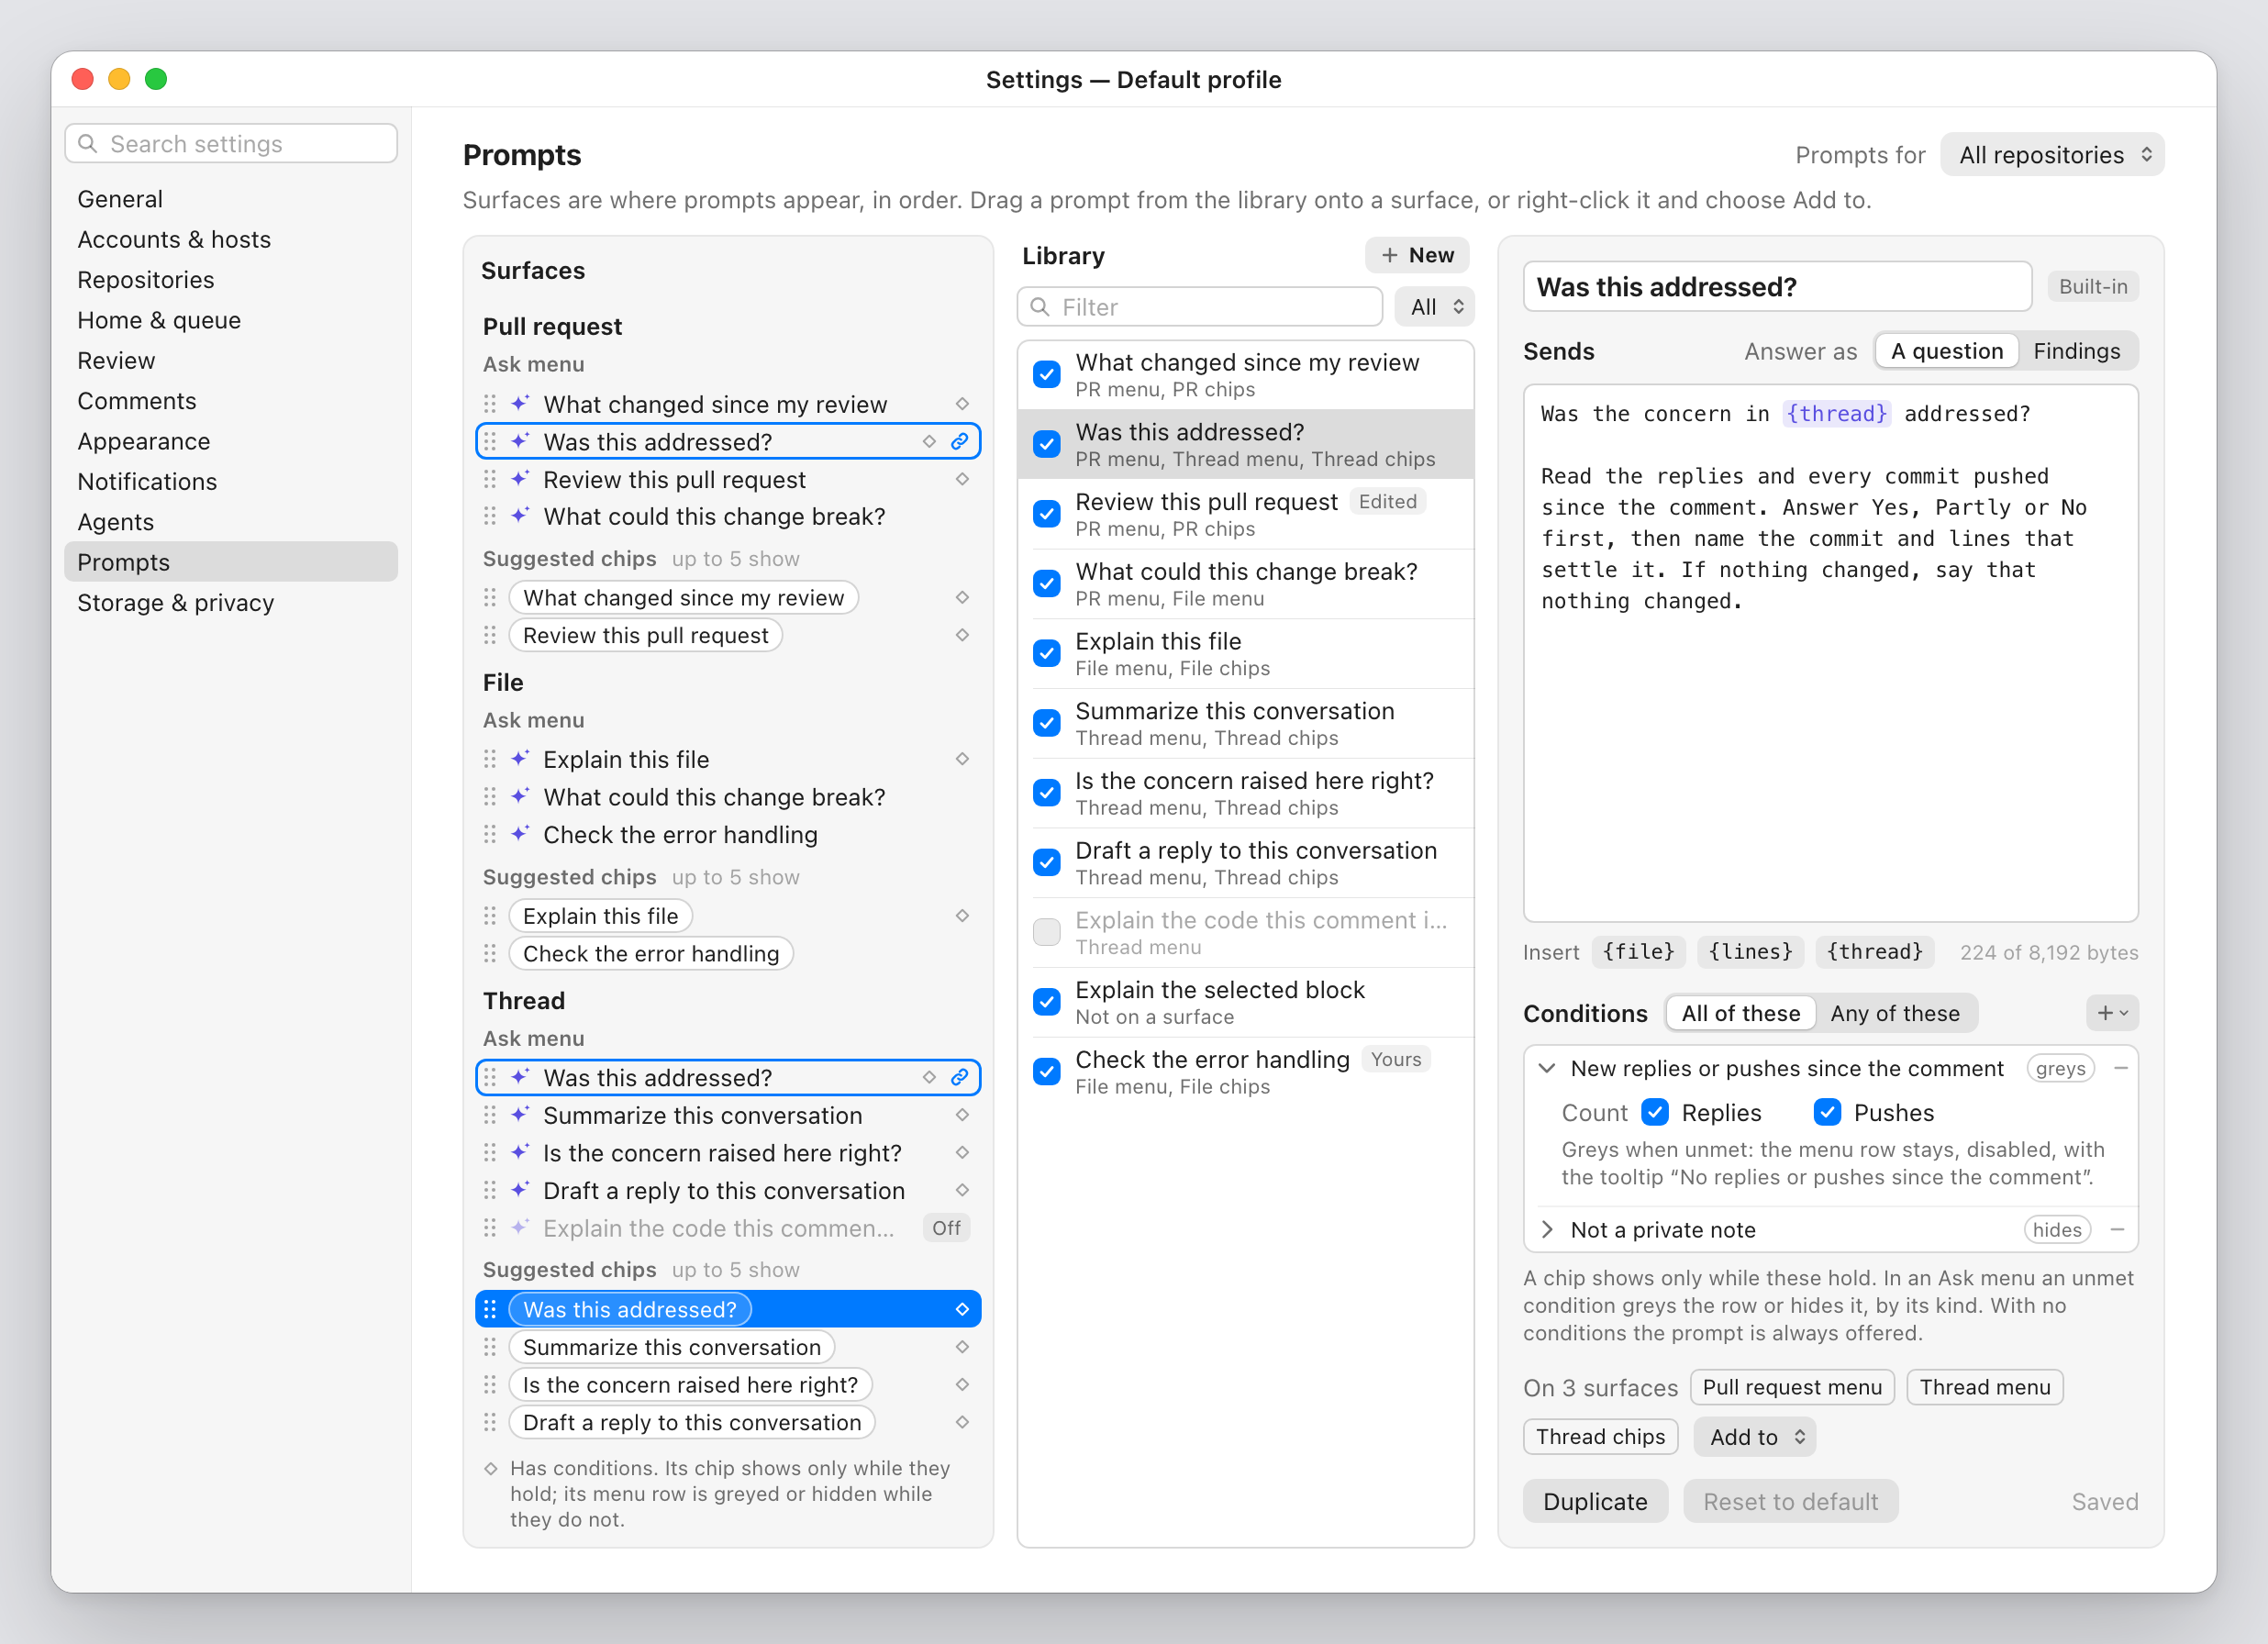 Settings — Default profile
Search settings
General
Accounts & hosts
Repositories
Home & queue
Review
Comments
Appearance
Notifications
Agents
Prompts
Storage & privacy
Prompts
Prompts for All repositories
Surfaces are where prompts appear, in order. Drag a prompt from the library onto a surface, or right-click it and choose Add to.
Surfaces
Pull request
Ask menu
What changed since my review
Was this addressed?
Review this pull request
What could this change break?
Suggested chips up to 5 show
What changed since my review
Review this pull request
File
Ask menu
Explain this file
What could this change break?
Check the error handling
Suggested chips up to 5 show
Explain this file
Check the error handling
Thread
Ask menu
Was this addressed?
Summarize this conversation
Is the concern raised here right?
Draft a reply to this conversation
Explain the code this commen... Off
Suggested chips up to 5 show
Was this addressed?
Summarize this conversation
Is the concern raised here right?
Draft a reply to this conversation
Has conditions. Its chip shows only while they
hold; its menu row is greyed or hidden while
they do not.
Library
+ New
Filter
All
What changed since my review
PR menu, PR chips
Was this addressed?
PR menu, Thread menu, Thread chips
Review this pull request Edited
PR menu, PR chips
What could this change break?
PR menu, File menu
Explain this file
File menu, File chips
Summarize this conversation
Thread menu, Thread chips
Is the concern raised here right?
Thread menu, Thread chips
Draft a reply to this conversation
Thread menu, Thread chips
Explain the code this comment i...
Thread menu
Explain the selected block
Not on a surface
Check the error handling Yours
File menu, File chips
Was this addressed? Built-in
Sends Answer as A question Findings
Was the concern in {thread} addressed?
Read the replies and every commit pushed
since the comment. Answer Yes, Partly or No
first, then name the commit and lines that
settle it. If nothing changed, say that
nothing changed.
Insert {file} {lines} {thread} 224 of 8,192 bytes
Conditions All of these Any of these +
New replies or pushes since the comment greys
Count Replies Pushes
Greys when unmet: the menu row stays, disabled, with
the tooltip “No replies or pushes since the comment”.
Not a private note hides
A chip shows only while these hold. In an Ask menu an unmet
condition greys the row or hides it, by its kind. With no
conditions the prompt is always offered.
On 3 surfaces Pull request menu Thread menu
Thread chips Add to
Duplicate Reset to default Saved